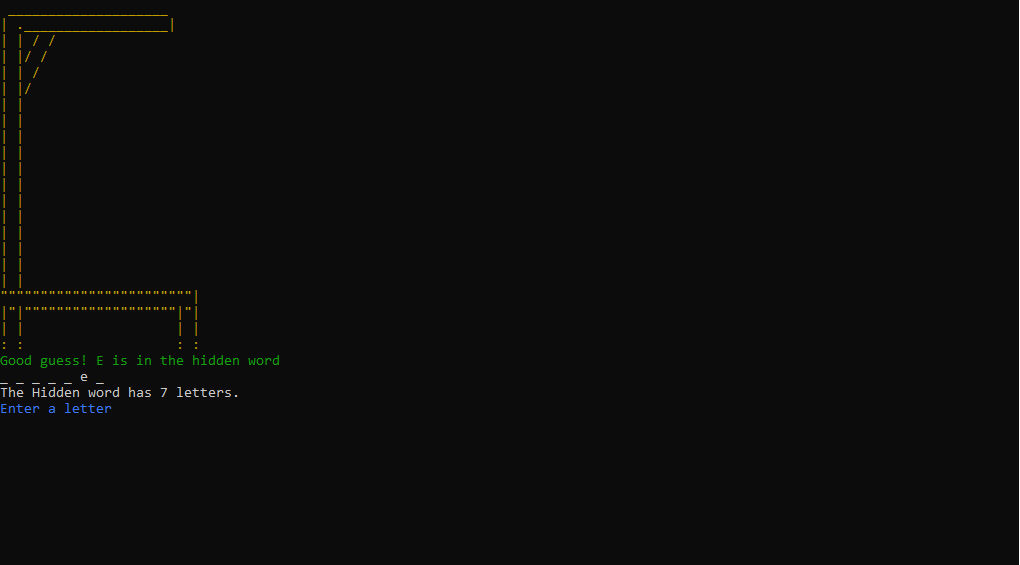 Good guess! E is in the hidden word
_ _ _ _ _ e _
The Hidden word has 7 letters.
Enter a letter